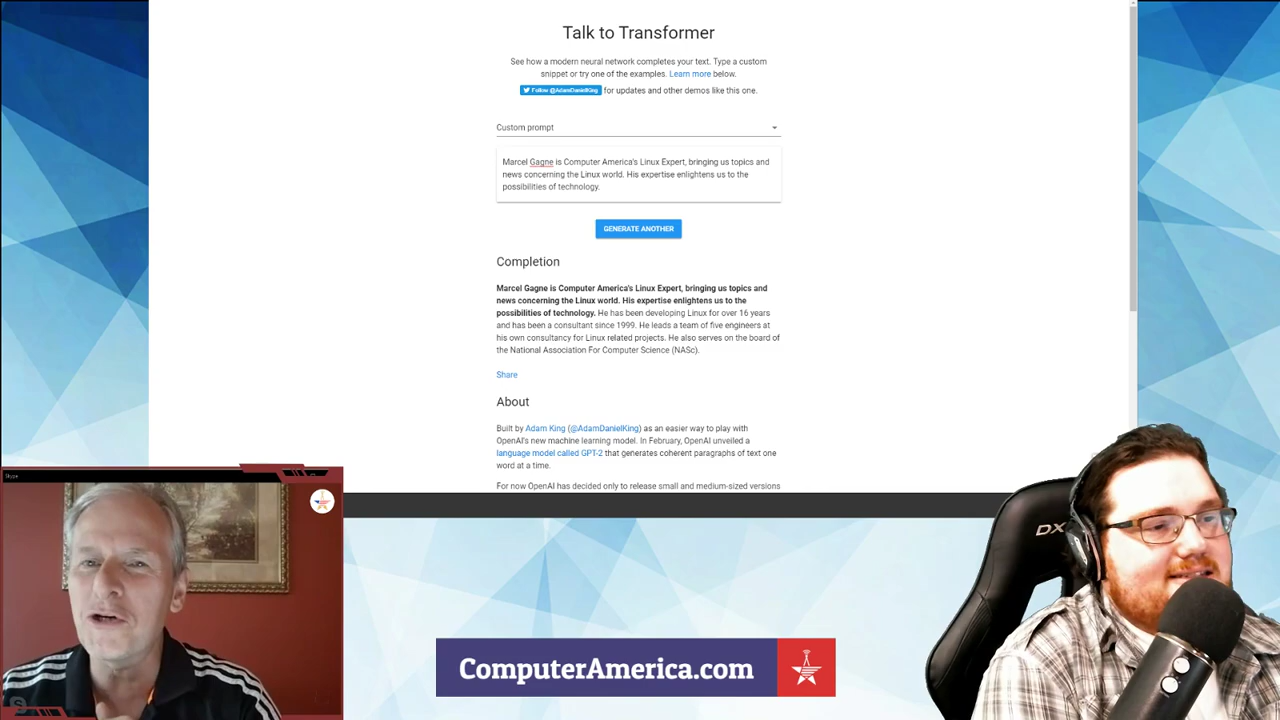 Talk to Transformer
See how a modern neural network completes your text. Type a custom
snippet or try one of the examples. Learn more below.
Follow @AdamDanielKing for updates and other demos like this one.
Custom prompt
Marcel Gagne is Computer America's Linux Expert, bringing us topics and
news concerning the Linux world. His expertise enlightens us to the
possibilities of technology.
GENERATE ANOTHER
Completion
Marcel Gagne is Computer America's Linux Expert, bringing us topics and
news concerning the Linux world. His expertise enlightens us to the
possibilities of technology. He has been developing Linux for over 16 years
and has been a consultant since 1999. He leads a team of five engineers at
his own consultancy for Linux related projects. He also serves on the board of
the National Association For Computer Science (NASc).
Share
About
Built by Adam King (@AdamDanielKing) as an easier way to play with
OpenAI's new machine learning model. In February, OpenAI unveiled a
language model called GPT-2 that generates coherent paragraphs of text one
word at a time.
For now OpenAI has decided only to release small and medium-sized versions
Skype
DX
ComputerAmerica.com